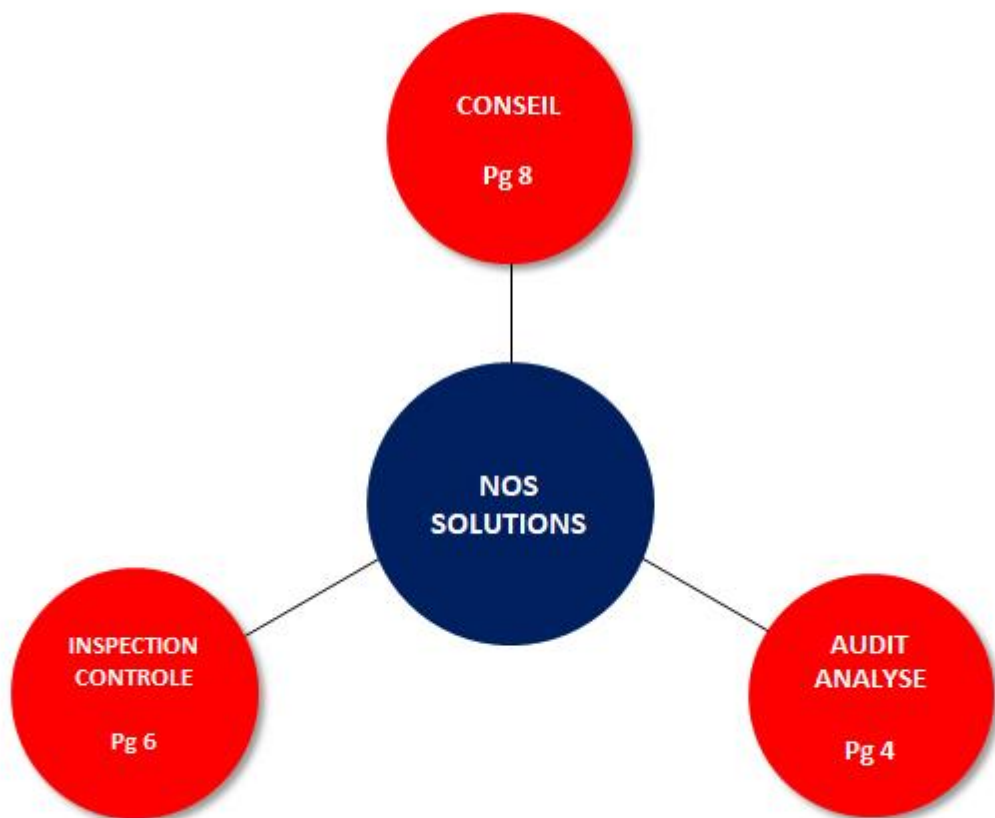 CONSEIL
Pg 8
NOS
SOLUTIONS
INSPECTION
CONTROLE
Pg 6
AUDIT
ANALYSE
Pg 4